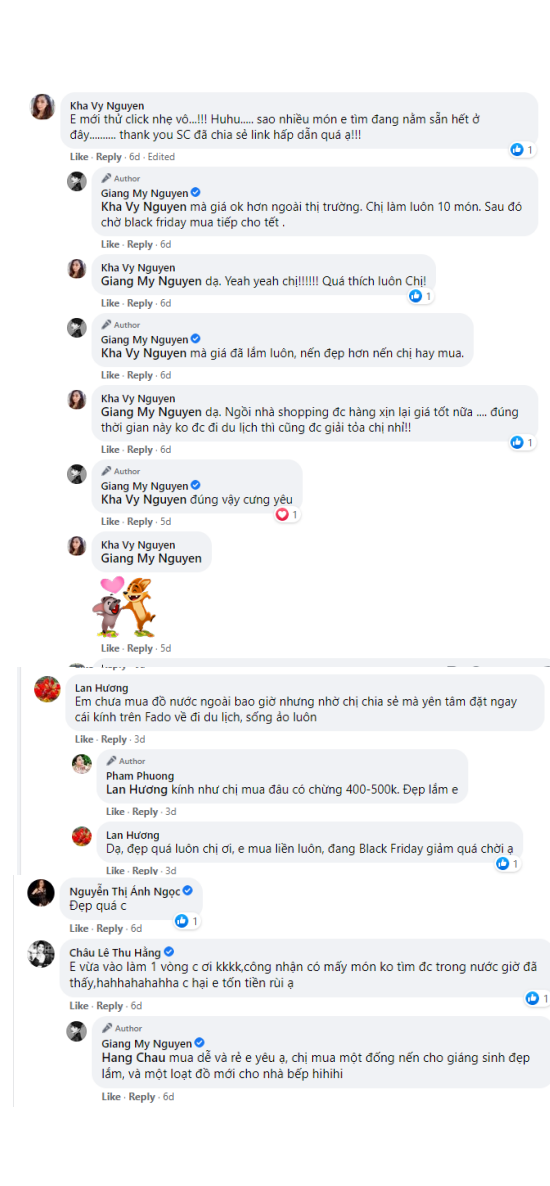 Kha Vy Nguyen
E mới thử click nhẹ vô...!!! Huhu..... sao nhiều món e tìm đang nằm sẵn hết ở
đây.......... thank you SC đã chia sẻ link hấp dẫn quá ạ!!!
1
Like · Reply · 6d · Edited
Author
Giang My Nguyen
Kha Vy Nguyen mà giá ok hơn ngoài thị trường. Chị làm luôn 10 món. Sau đó
chờ black friday mua tiếp cho tết .
Like · Reply · 6d
Kha Vy Nguyen
Giang My Nguyen dạ. Yeah yeah chị!!!!!! Quá thích luôn Chị!
1
Like · Reply · 6d
Author
Giang My Nguyen
Kha Vy Nguyen mà giá đã lắm luôn, nến đẹp hơn nến chị hay mua.
Like · Reply · 6d
Kha Vy Nguyen
Giang My Nguyen dạ. Ngồi nhà shopping đc hàng xịn lại giá tốt nữa .... đúng
thời gian này ko đc đi du lịch thì cũng đc giải tỏa chị nhỉ!!
1
Like · Reply · 6d
Author
Giang My Nguyen
Kha Vy Nguyen đúng vậy cưng yêu
1
Like · Reply · 5d
Kha Vy Nguyen
Giang My Nguyen
Like · Reply · 5d
Lan Hương
Em chưa mua đồ nước ngoài bao giờ nhưng nhờ chị chia sẻ mà yên tâm đặt ngay
cái kính trên Fado về đi du lịch, sống ảo luôn
Like · Reply · 3d
Author
Pham Phuong
Lan Hương kính như chị mua đâu có chừng 400-500k. Đẹp lắm e
Like · Reply · 3d
Lan Hương
Dạ, đẹp quá luôn chị ơi, e mua liền luôn, đang Black Friday giảm quá chời ạ
1
Like · Reply · 3d
Nguyễn Thị Ánh Ngọc
Đẹp quá c
1
Like · Reply · 6d
Châu Lê Thu Hằng
E vừa vào làm 1 vòng c ơi kkkk,công nhận có mấy món ko tìm đc trong nước giờ đã
thấy,hahhahahahha c hại e tốn tiền rùi ạ
1
Like · Reply · 6d
Author
Giang My Nguyen
Hang Chau mua dễ và rẻ e yêu ạ, chị mua một đống nến cho giáng sinh đẹp
lắm, và một loạt đồ mới cho nhà bếp hihihi
Like · Reply · 6d